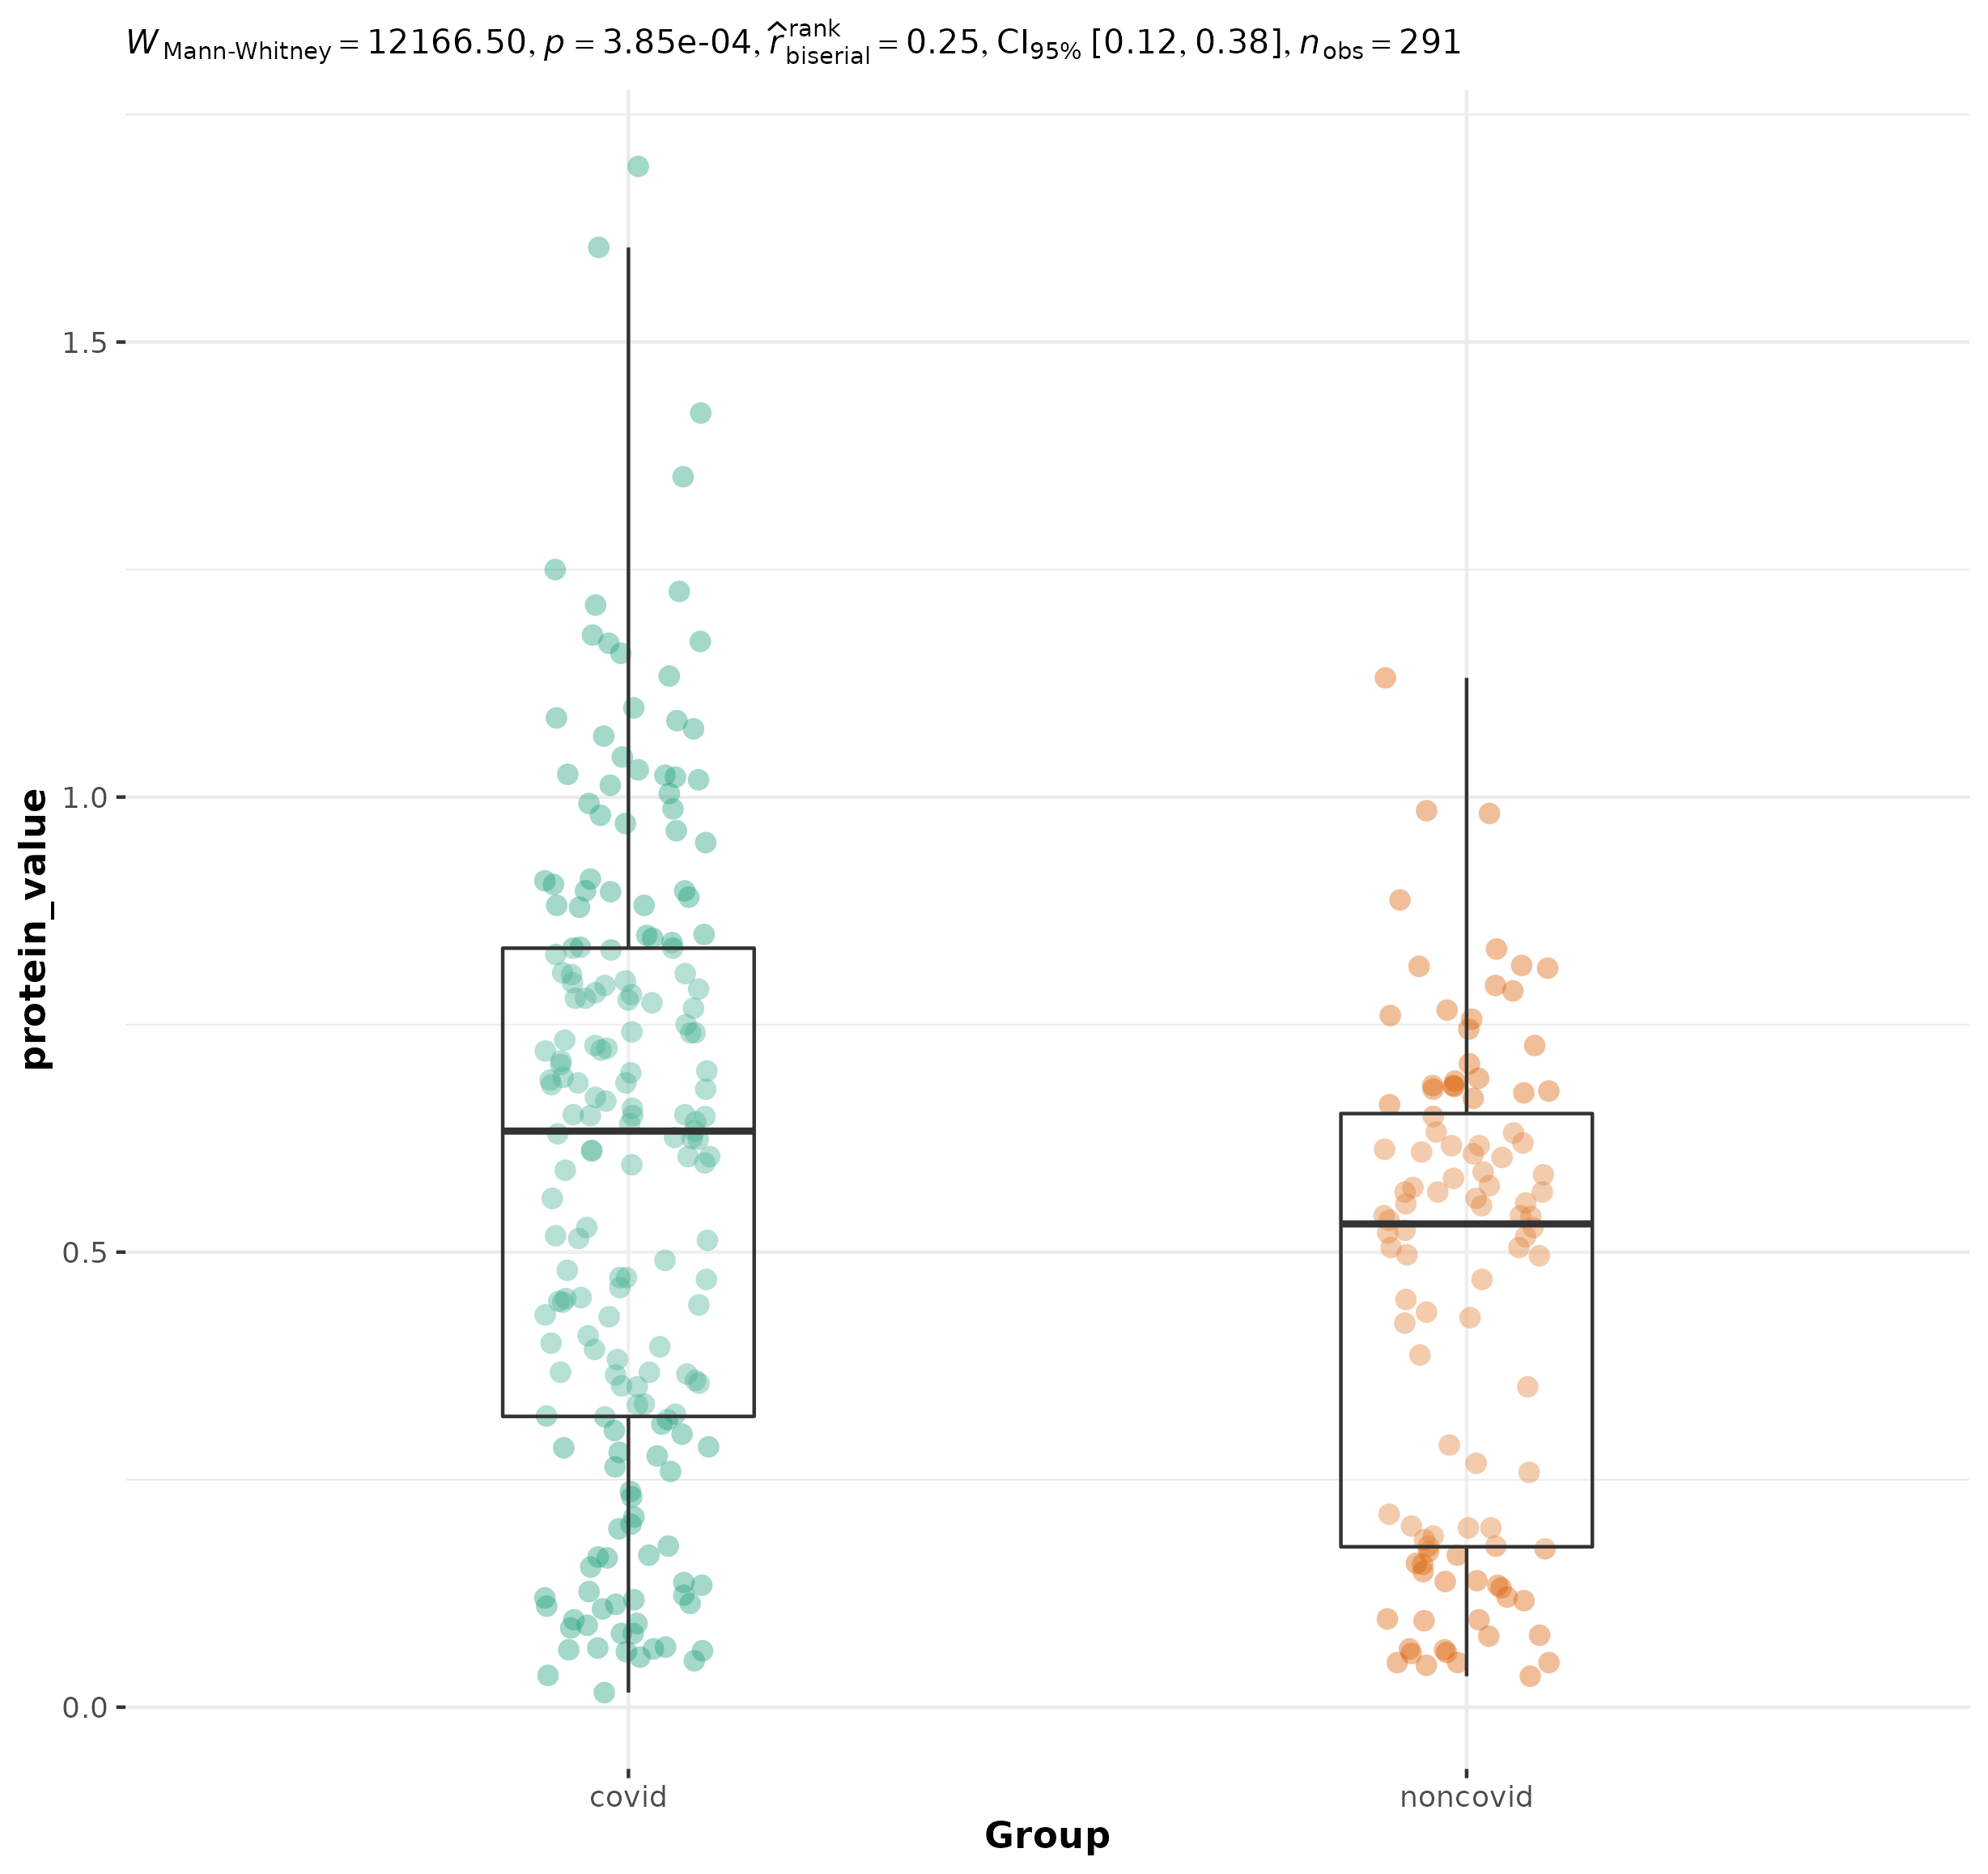 W Mann-Whitney = 12166.50, p = 3.85e-04, r̂ rank biserial = 0.25, CI95% [0.12, 0.38], n obs = 291
protein_value
1.5
1.0
0.5
0.0
covid noncovid
Group